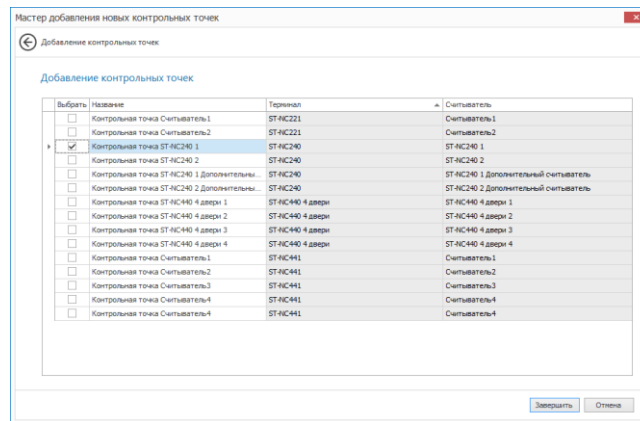 Мастер добавления новых контрольных точек
Добавление контрольных точек
Добавление контрольных точек
Выбрать Название Терминал Считыватель
Контрольная точка Считыватель1 ST-NC221 Считыватель1
Контрольная точка Считыватель2 ST-NC221 Считыватель2
Контрольная точка ST-NC240 1 ST-NC240 ST-NC240 1
Контрольная точка ST-NC240 2 ST-NC240 ST-NC240 2
Контрольная точка ST-NC240 1 Дополнительны... ST-NC240 ST-NC240 1 Дополнительный считыватель
Контрольная точка ST-NC240 2 Дополнительны... ST-NC240 ST-NC240 2 Дополнительный считыватель
Контрольная точка ST-NC440 4 двери 1 ST-NC440 4 двери ST-NC440 4 двери 1
Контрольная точка ST-NC440 4 двери 2 ST-NC440 4 двери ST-NC440 4 двери 2
Контрольная точка ST-NC440 4 двери 3 ST-NC440 4 двери ST-NC440 4 двери 3
Контрольная точка ST-NC440 4 двери 4 ST-NC440 4 двери ST-NC440 4 двери 4
Контрольная точка Считыватель1 ST-NC441 Считыватель1
Контрольная точка Считыватель2 ST-NC441 Считыватель2
Контрольная точка Считыватель3 ST-NC441 Считыватель3
Контрольная точка Считыватель4 ST-NC441 Считыватель4
Контрольная точка Считыватель4 ST-NC441 Считыватель4
Завершить Отмена